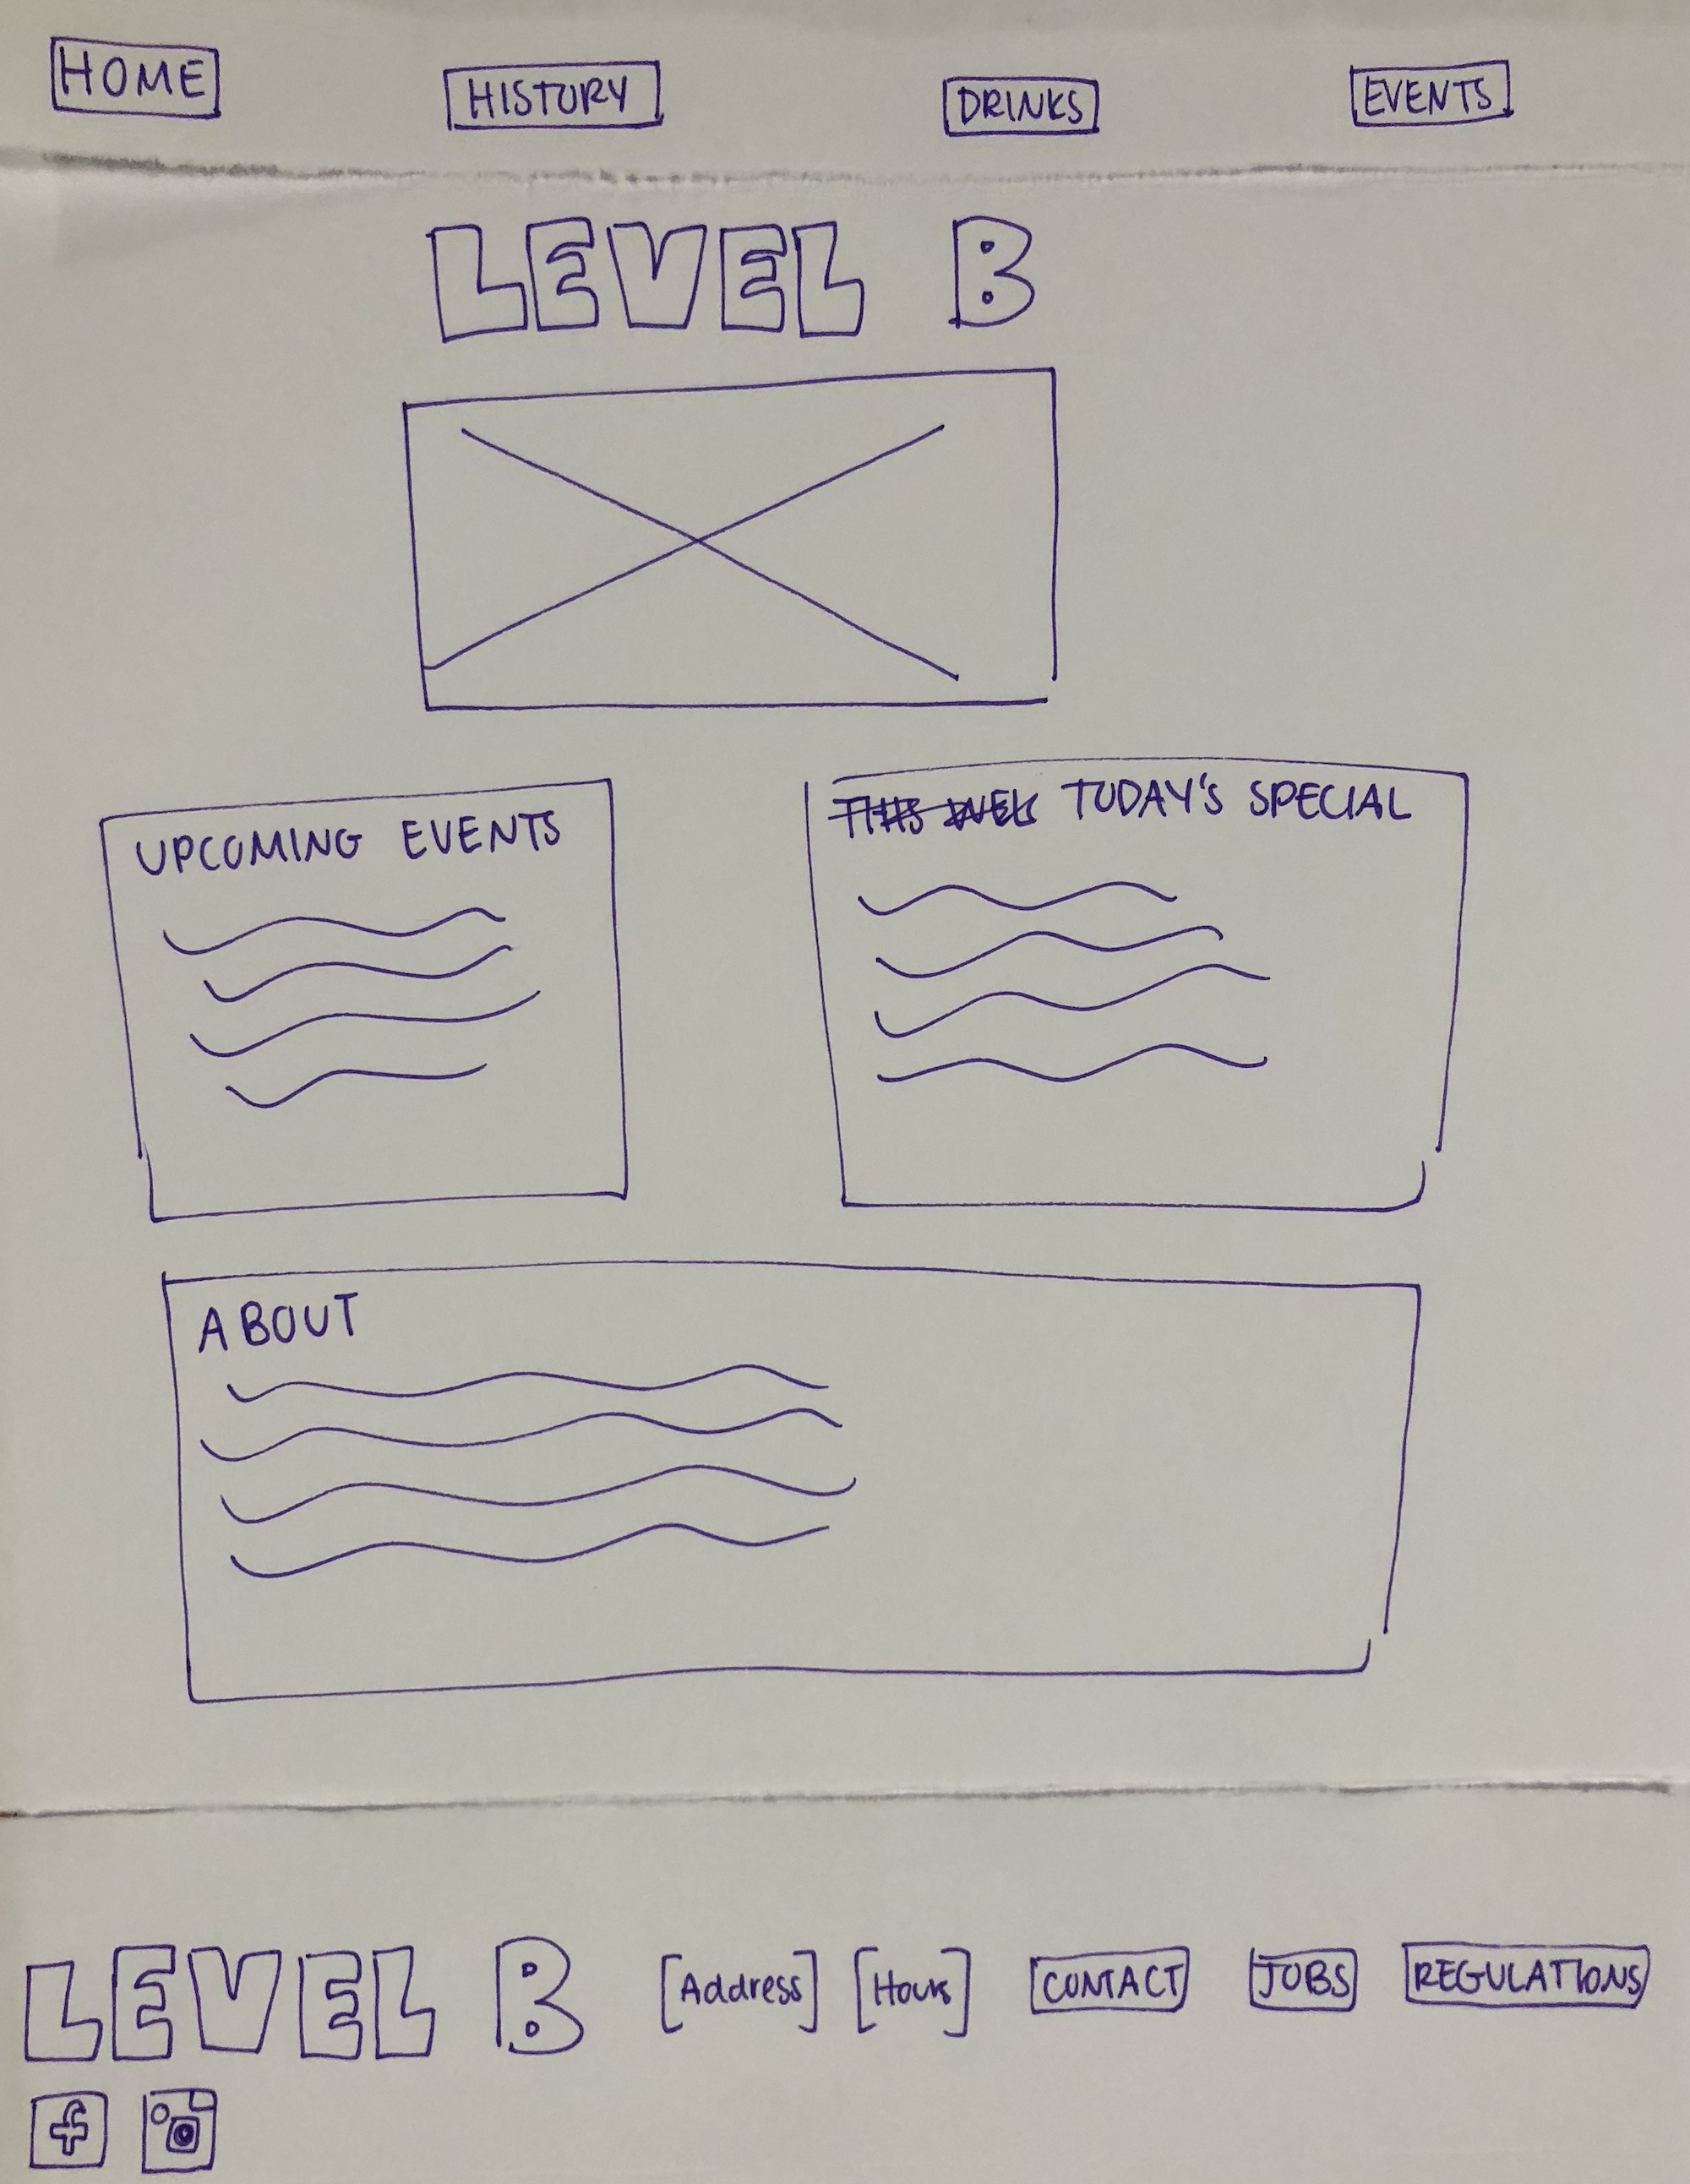 HOME HISTORY DRINKS EVENTS
LEVEL B
UPCOMING EVENTS
THIS WEEK TODAY'S SPECIAL
ABOUT
LEVEL B [Address] [Hours] CONTACT JOBS REGULATIONS
f